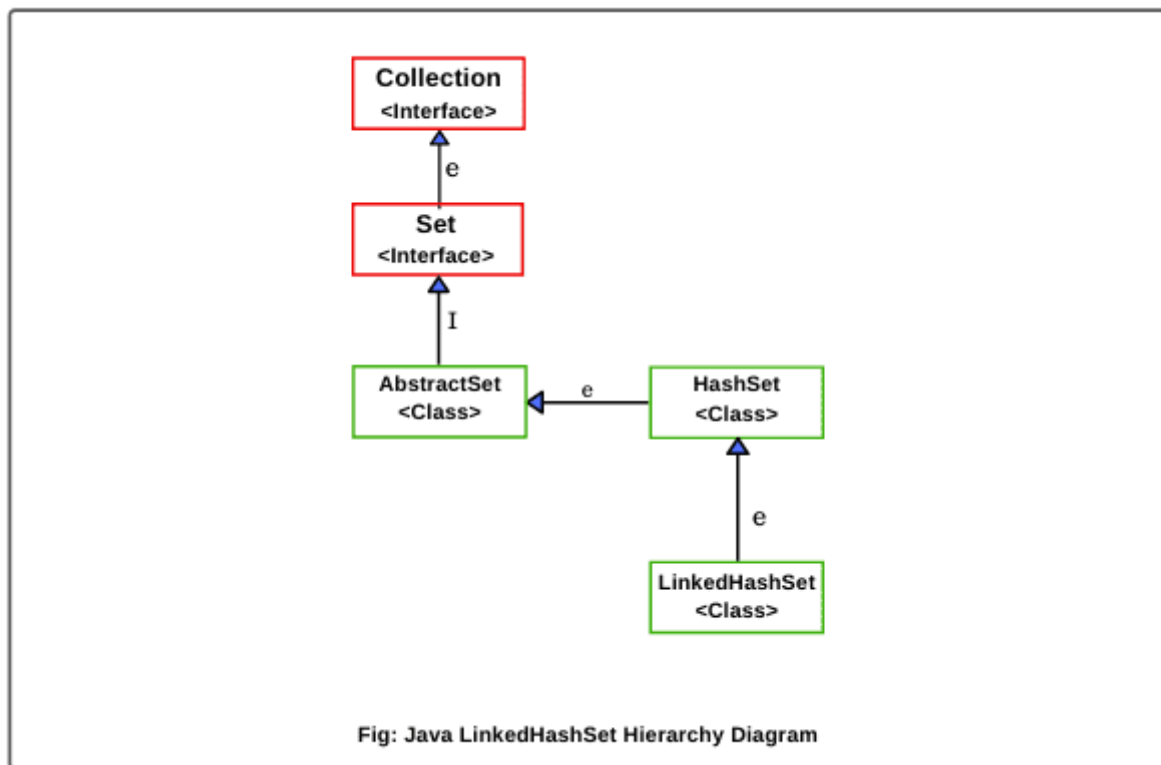 Collection
<Interface>
e
Set
<Interface>
I
AbstractSet
<Class>
e
HashSet
<Class>
e
LinkedHashSet
<Class>
Fig: Java LinkedHashSet Hierarchy Diagram